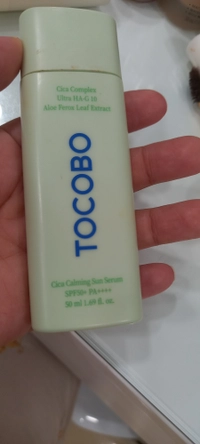 Cica Complex
Ultra HA-G 10
Aloe Ferox Leaf Extract
TOCOBO
Cica Calming Sun Serum
SPF50+ PA++++
50 ml 1.69 fl. oz.